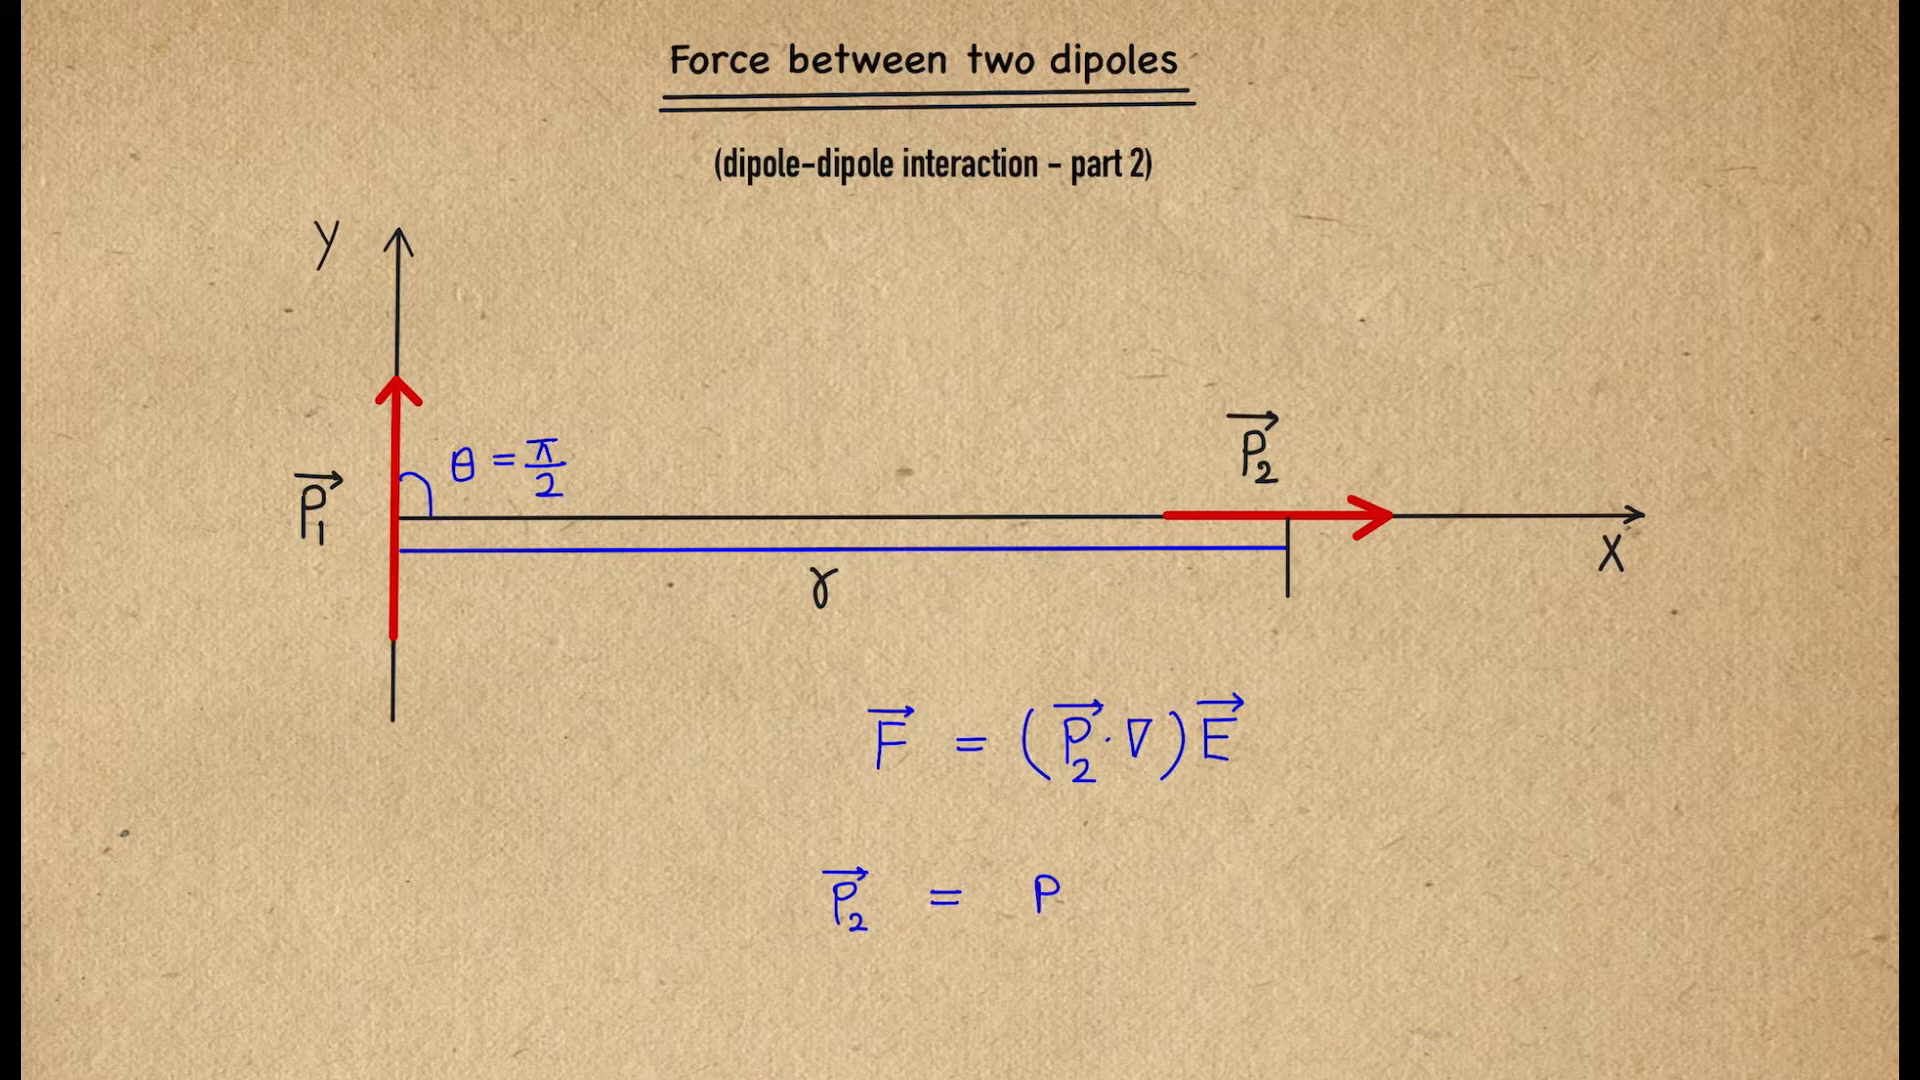 Force between two dipoles
(dipole-dipole interaction - part 2)
y
P⃗₂
θ = π/2
P⃗₁
x
r
F⃗ = (P⃗₂·∇)E⃗
P⃗₂ = P